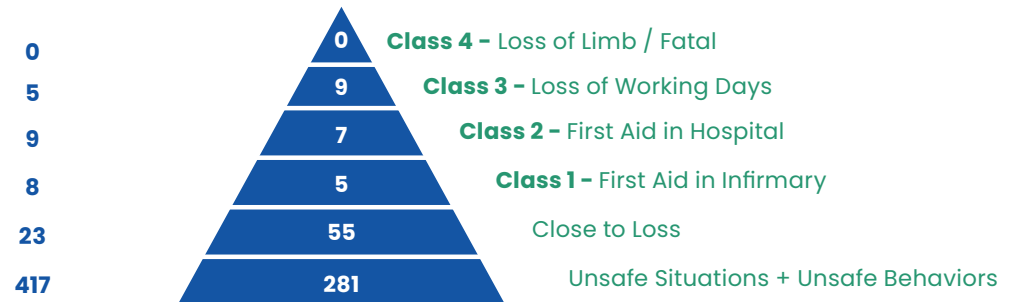 0 0 Class 4 - Loss of Limb / Fatal
5 9 Class 3 - Loss of Working Days
9 7 Class 2 - First Aid in Hospital
8 5 Class 1 - First Aid in Infirmary
23 55 Close to Loss
417 281 Unsafe Situations + Unsafe Behaviors